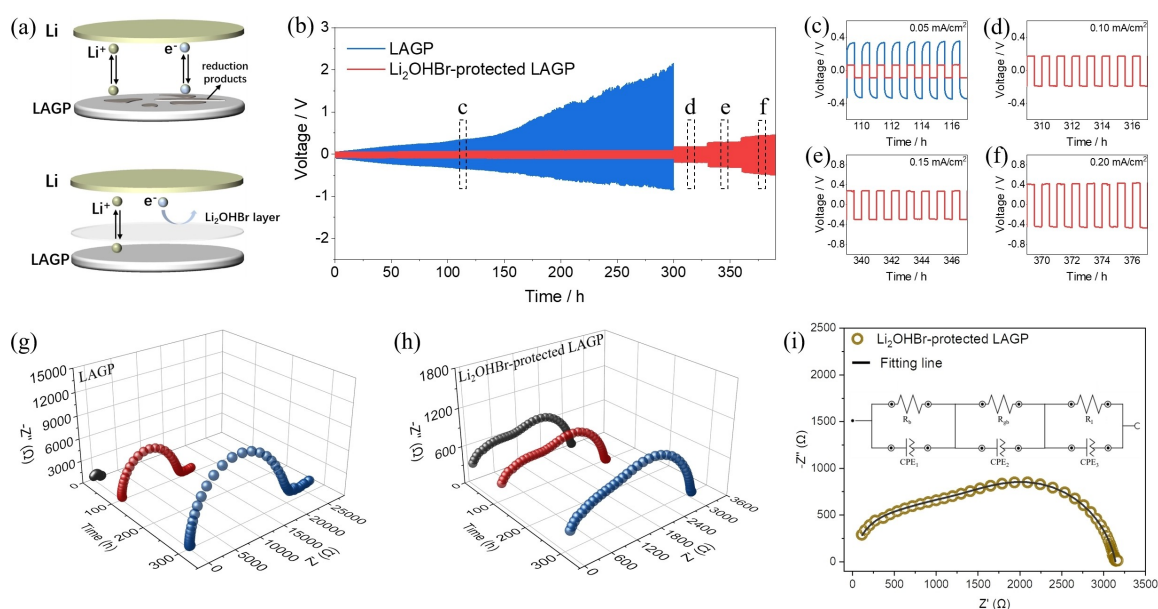 (a)
Li
Li⁺
e⁻
reduction
products
LAGP
Li
Li⁺
e⁻
Li₂OHBr layer
LAGP
(b)
LAGP
Li₂OHBr-protected LAGP
c
d
e
f
3
2
1
0
-1
-2
Voltage / V
0
50
100
150
200
250
300
350
Time / h
(c)
0.05 mA/cm²
0.4
0.0
-0.4
Voltage / V
110
112
114
116
Time / h
(d)
0.10 mA/cm²
0.4
0.0
-0.4
Voltage / V
310
312
314
316
Time / h
(e)
0.15 mA/cm²
0.8
0.4
0.0
-0.4
-0.8
Voltage / V
340
342
344
346
Time / h
(f)
0.20 mA/cm²
0.8
0.4
0.0
-0.4
-0.8
Voltage / V
370
372
374
376
Time / h
(g)
LAGP
15000
12000
9000
6000
3000
-Z" (Ω)
0
100
200
300
Time (h)
0
5000
10000
15000
20000
25000
Z' (Ω)
(h)
Li₂OHBr-protected LAGP
1800
1200
600
-Z" (Ω)
0
100
200
300
Time (h)
0
600
1200
1800
2400
3000
3600
Z' (Ω)
(i)
Li₂OHBr-protected LAGP
Fitting line
R_b
R_gb
R_i
CPE₁
CPE₂
CPE₃
2500
2000
1500
1000
500
0
-Z'' (Ω)
0
500
1000
1500
2000
2500
3000
3500
Z' (Ω)